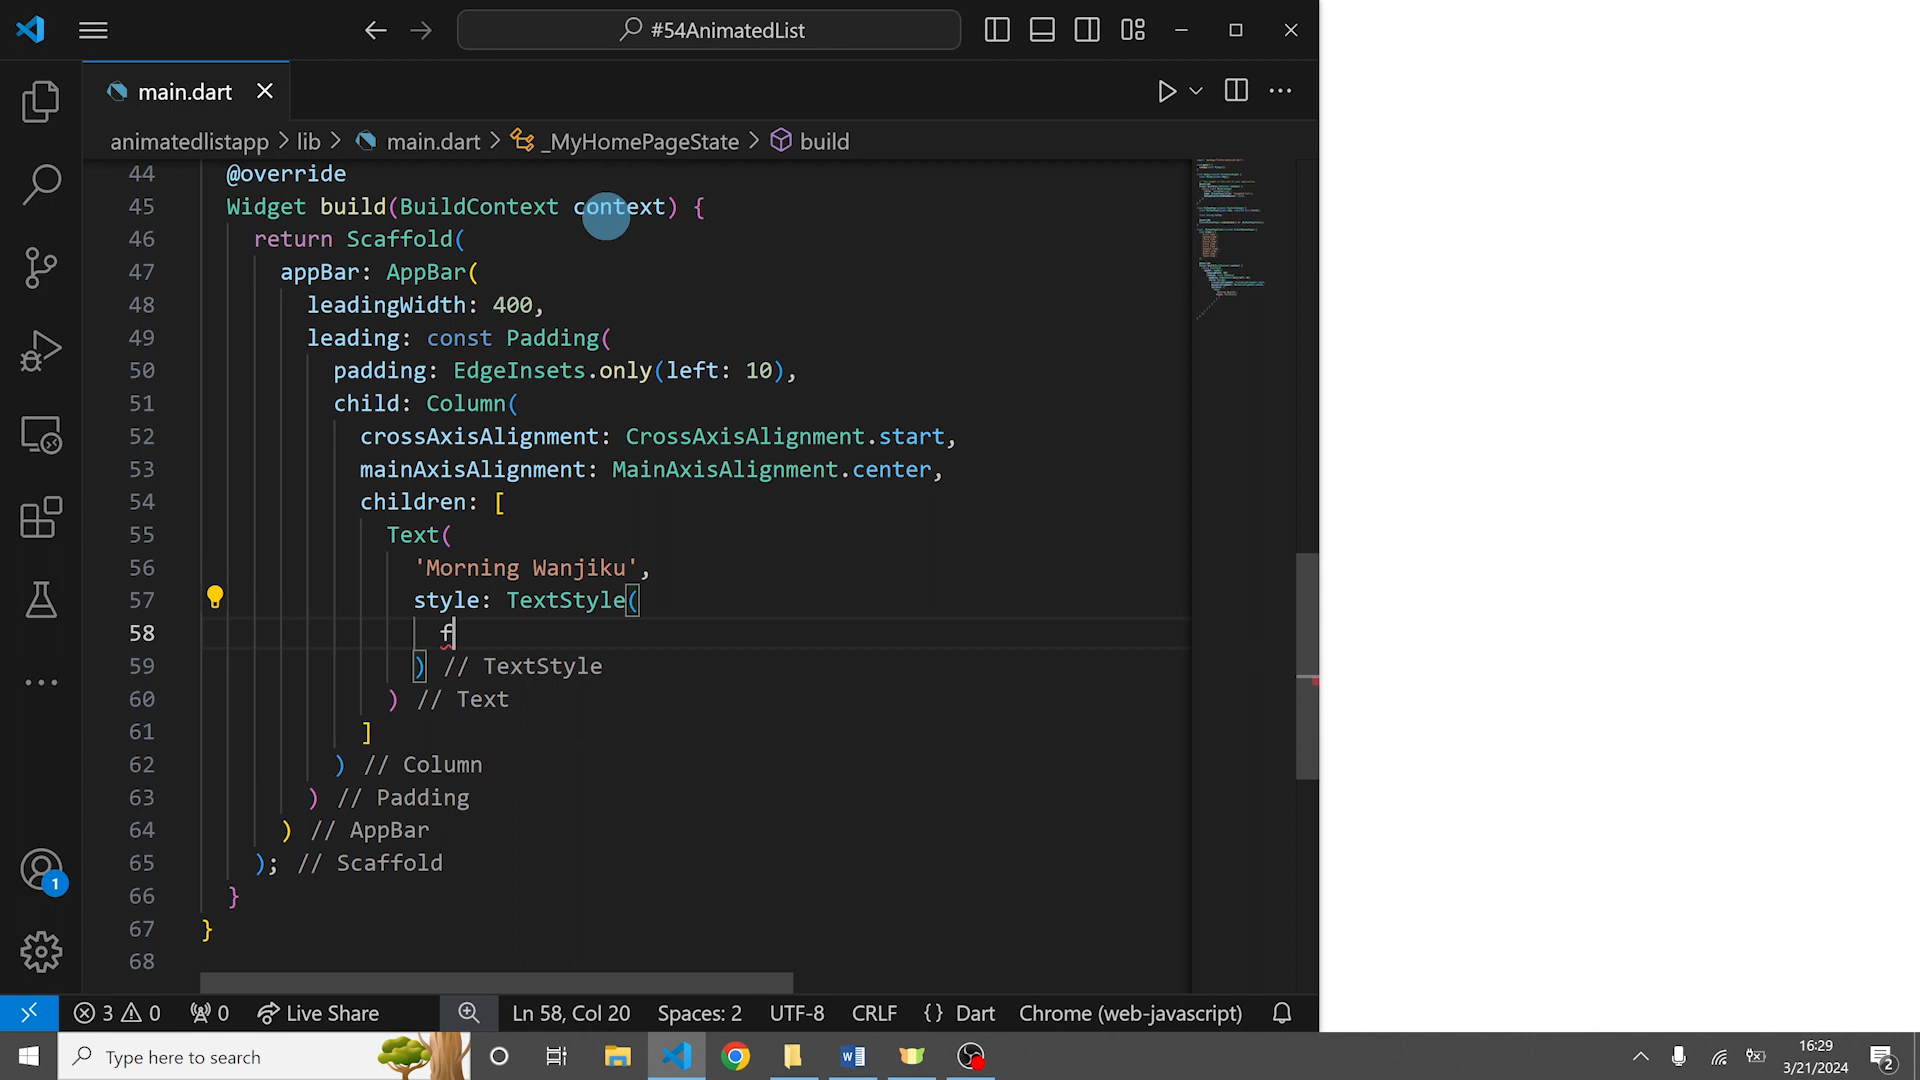 #54AnimatedList
main.dart
animatedlistapp > lib > main.dart > _MyHomePageState > build
44 @override
45 Widget build(BuildContext context) {
46 return Scaffold(
47 appBar: AppBar(
48 leadingWidth: 400,
49 leading: const Padding(
50 padding: EdgeInsets.only(left: 10),
51 child: Column(
52 crossAxisAlignment: CrossAxisAlignment.start,
53 mainAxisAlignment: MainAxisAlignment.center,
54 children: [
55 Text(
56 'Morning Wanjiku',
57 style: TextStyle(
58 f
59 ) // TextStyle
60 ) // Text
61 ]
62 ) // Column
63 ) // Padding
64 ) // AppBar
65 ); // Scaffold
66 }
67 }
68
1
3 0 0 Live Share Ln 58, Col 20 Spaces: 2 UTF-8 CRLF {} Dart Chrome (web-javascript)
Type here to search
16:29
3/21/2024
2